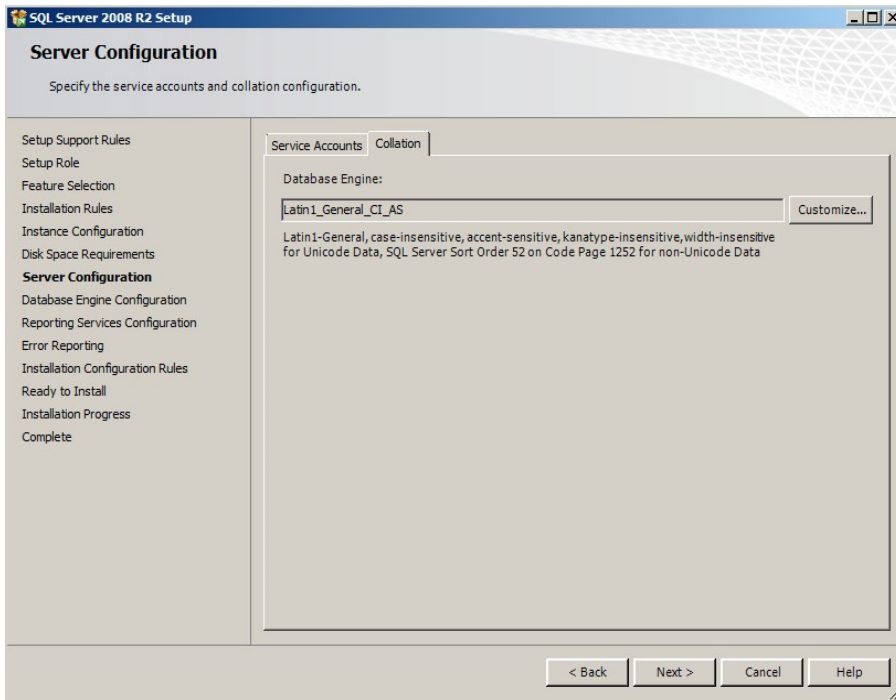 SQL Server 2008 R2 Setup
Server Configuration
Specify the service accounts and collation configuration.
Setup Support Rules
Setup Role
Feature Selection
Installation Rules
Instance Configuration
Disk Space Requirements
Server Configuration
Database Engine Configuration
Reporting Services Configuration
Error Reporting
Installation Configuration Rules
Ready to Install
Installation Progress
Complete
Service Accounts Collation
Database Engine:
Latin1_General_CI_AS Customize...
Latin1-General, case-insensitive, accent-sensitive, kanatype-insensitive,width-insensitive
for Unicode Data, SQL Server Sort Order 52 on Code Page 1252 for non-Unicode Data
< Back Next > Cancel Help